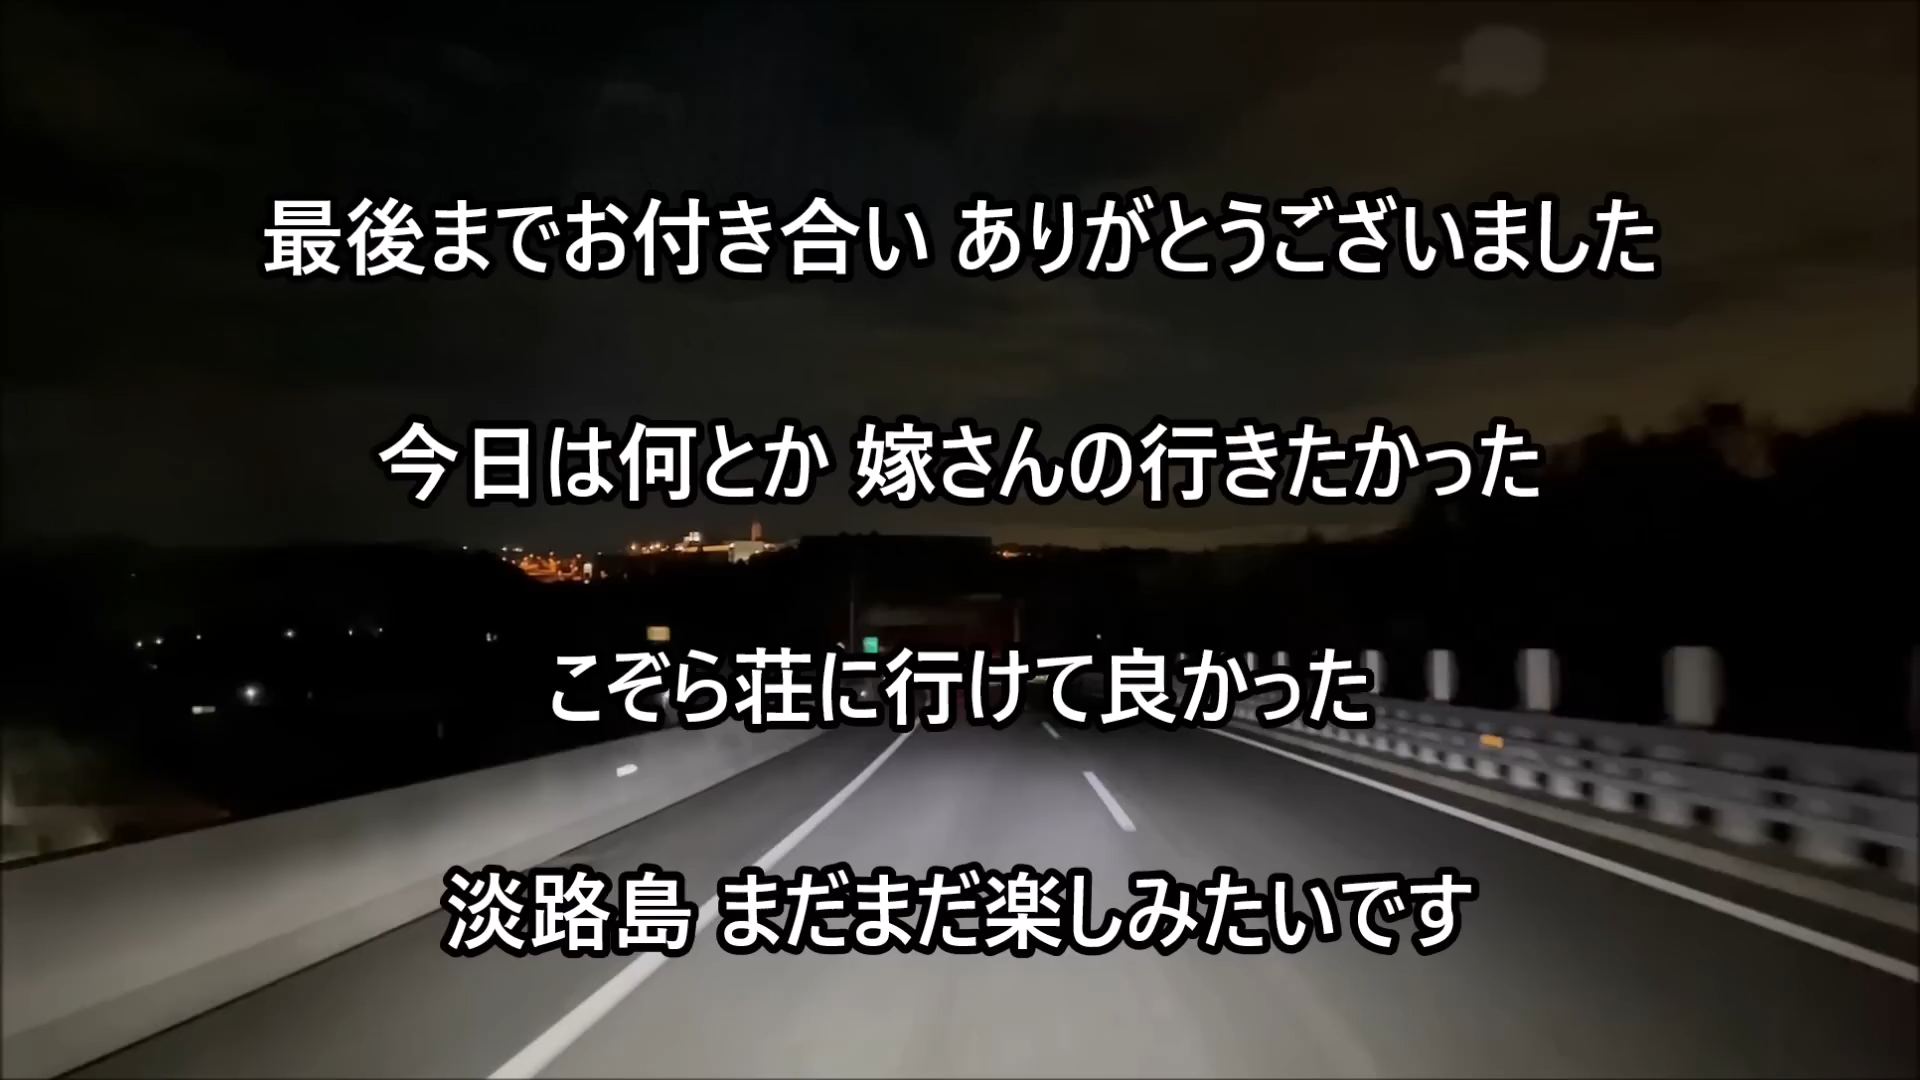 最後までお付き合い ありがとうございました
今日は何とか 嫁さんの行きたかった
こぞら荘に行けて良かった
淡路島 まだまだ楽しみたいです